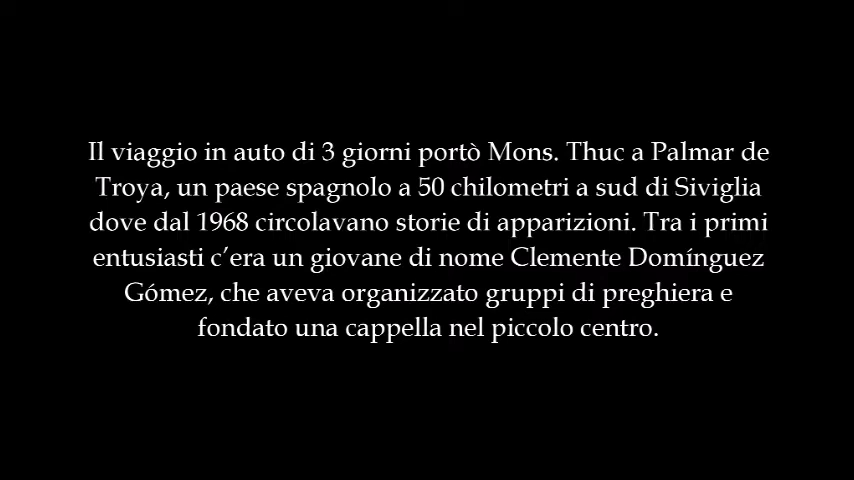 Il viaggio in auto di 3 giorni portò Mons. Thuc a Palmar de
Troya, un paese spagnolo a 50 chilometri a sud di Siviglia
dove dal 1968 circolavano storie di apparizioni. Tra i primi
entusiasti c’era un giovane di nome Clemente Domínguez
Gómez, che aveva organizzato gruppi di preghiera e
fondato una cappella nel piccolo centro.